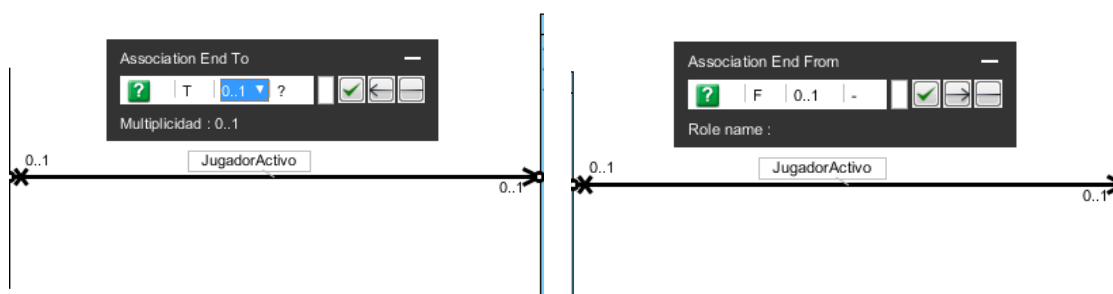 Association End To
? T 0..1 ?
Multiplicidad : 0..1
0..1
JugadorActivo
0..1
Association End From
? F 0..1 -
Role name :
0..1
JugadorActivo
0..1